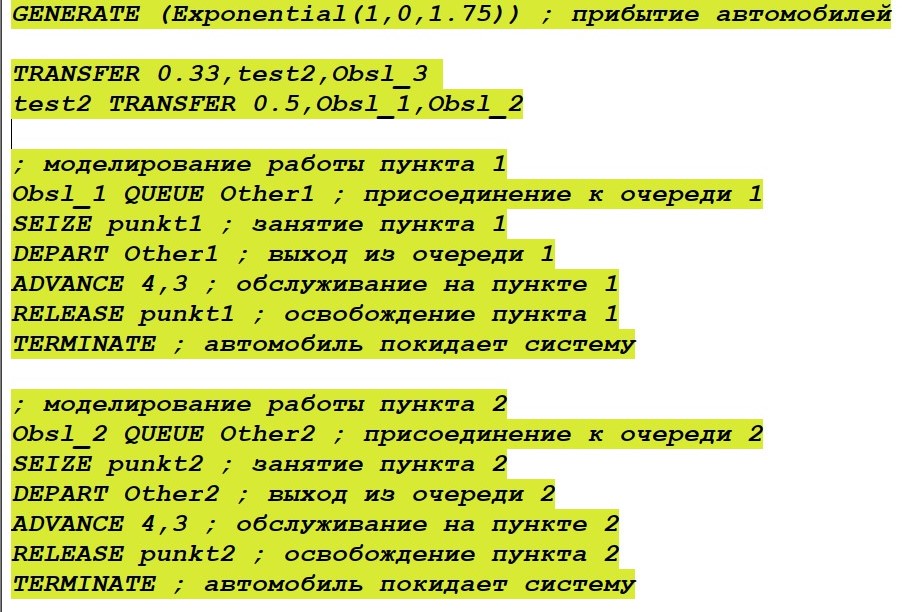 GENERATE (Exponential(1,0,1.75)) ; прибытие автомобилей
TRANSFER 0.33,test2,Obsl_3
test2 TRANSFER 0.5,Obsl_1,Obsl_2
; моделирование работы пункта 1
Obsl_1 QUEUE Other1 ; присоединение к очереди 1
SEIZE punkt1 ; занятие пункта 1
DEPART Other1 ; выход из очереди 1
ADVANCE 4,3 ; обслуживание на пункте 1
RELEASE punkt1 ; освобождение пункта 1
TERMINATE ; автомобиль покидает систему
; моделирование работы пункта 2
Obsl_2 QUEUE Other2 ; присоединение к очереди 2
SEIZE punkt2 ; занятие пункта 2
DEPART Other2 ; выход из очереди 2
ADVANCE 4,3 ; обслуживание на пункте 2
RELEASE punkt2 ; освобождение пункта 2
TERMINATE ; автомобиль покидает систему